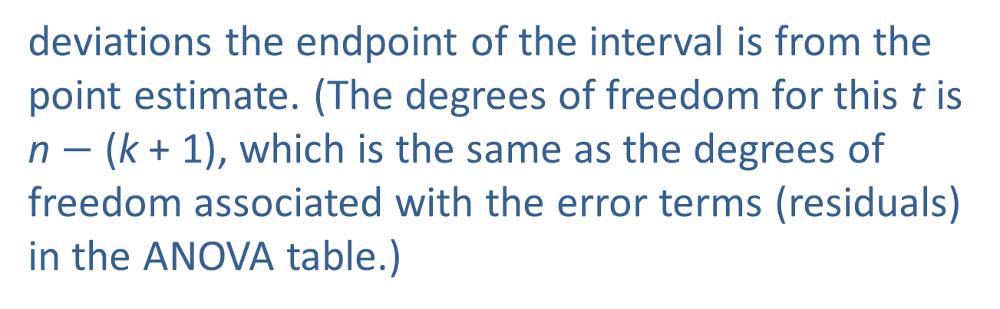 deviations the endpoint of the interval is from the
point estimate. (The degrees of freedom for this t is
n — (k + 1), which is the same as the degrees of
freedom associated with the error terms (residuals)
in the ANOVA table.)